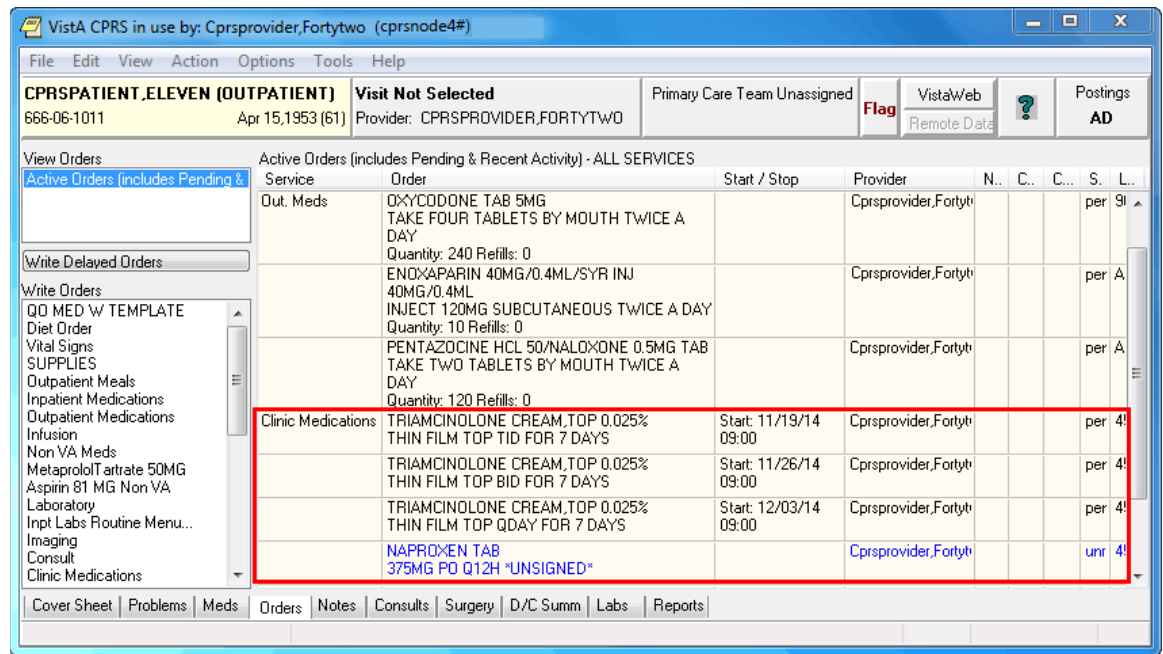 VistA CPRS in use by: Cprsprovider,Fortytwo (cprsnode4#)
File Edit View Action Options Tools Help
CPRSPATIENT,ELEVEN (OUTPATIENT) Visit Not Selected Primary Care Team Unassigned Flag VistaWeb ? Postings
666-06-1011 Apr 15,1953 (61) Provider: CPRSPROVIDER,FORTYTWO Remote Data AD
View Orders
Active Orders (includes Pending &
Write Delayed Orders
Write Orders
QO MED W TEMPLATE
Diet Order
Vital Signs
SUPPLIES
Outpatient Meals
Inpatient Medications
Outpatient Medications
Infusion
Non VA Meds
MetaprololTartrate 50MG
Aspirin 81 MG Non VA
Laboratory
Inpt Labs Routine Menu...
Imaging
Consult
Clinic Medications
Active Orders (includes Pending & Recent Activity) - ALL SERVICES
Service Order Start / Stop Provider N.. C.. C... S. L..
Out. Meds OXYCODONE TAB 5MG Cprsprovider,Fortyt per
TAKE FOUR TABLETS BY MOUTH TWICE A
DAY
Quantity: 240 Refills: 0
ENOXAPARIN 40MG/0.4ML/SYR INJ Cprsprovider,Fortyt per A
40MG/0.4ML
INJECT 120MG SUBCUTANEOUS TWICE A DAY
Quantity: 10 Refills: 0
PENTAZOCINE HCL 50/NALOXONE 0.5MG TAB Cprsprovider,Fortyt per A
TAKE TWO TABLETS BY MOUTH TWICE A
DAY
Quantity: 120 Refills: 0
Clinic Medications TRIAMCINOLONE CREAM,TOP 0.025% Start: 11/19/14 Cprsprovider,Fortyt per
THIN FILM TOP TID FOR 7 DAYS 09:00
TRIAMCINOLONE CREAM,TOP 0.025% Start: 11/26/14 Cprsprovider,Fortyt per
THIN FILM TOP BID FOR 7 DAYS 09:00
TRIAMCINOLONE CREAM,TOP 0.025% Start: 12/03/14 Cprsprovider,Fortyt per
THIN FILM TOP QDAY FOR 7 DAYS 09:00
NAPROXEN TAB Cprsprovider,Fortyt unr
375MG PO Q12H *UNSIGNED*
Cover Sheet Problems Meds Orders Notes Consults Surgery D/C Summ Labs Reports